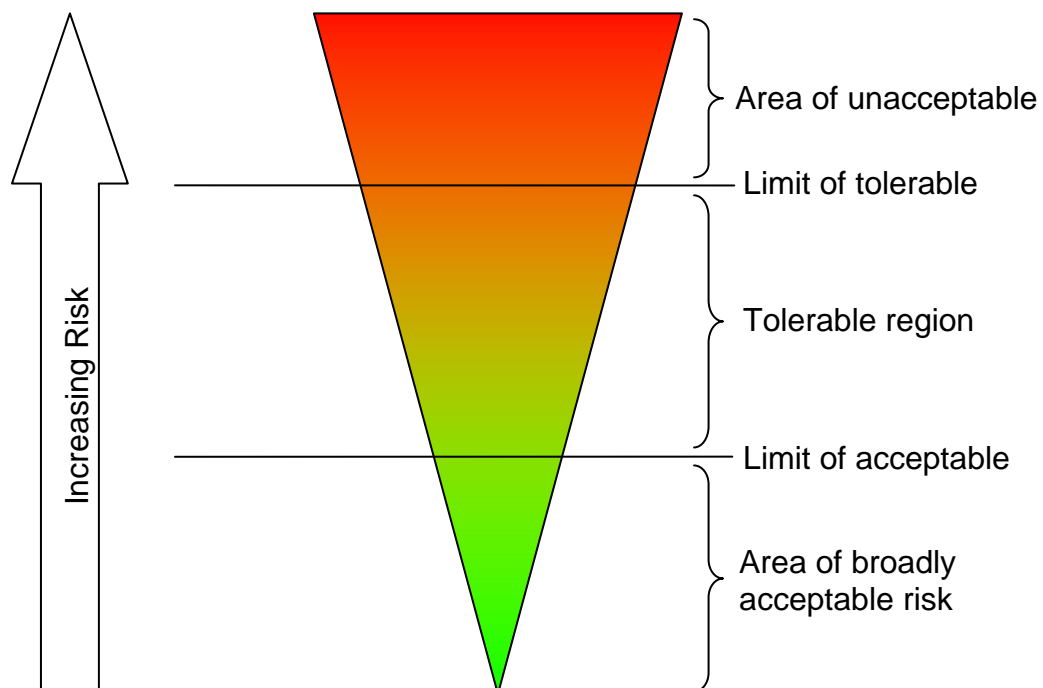 Area of unacceptable
Limit of tolerable
Tolerable region
Increasing Risk
Limit of acceptable
Area of broadly
acceptable risk